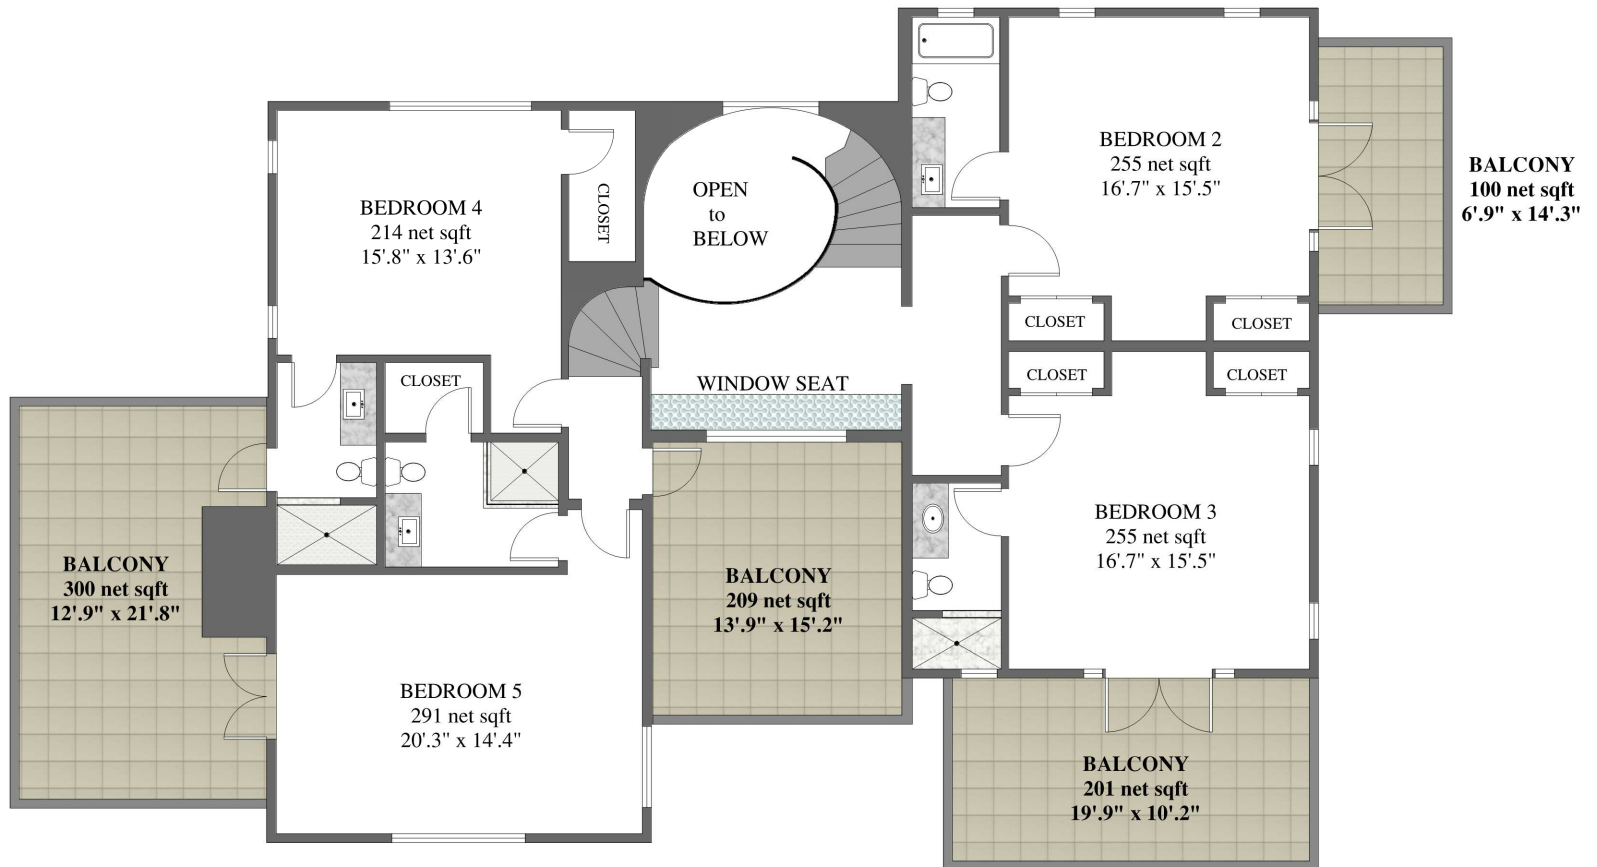 BEDROOM 2
255 net sqft
16'.7" x 15'.5"
BALCONY
100 net sqft
6'.9" x 14'.3"
OPEN
to
BELOW
CLOSET
BEDROOM 4
214 net sqft
15'.8" x 13'.6"
CLOSET
CLOSET
CLOSET
CLOSET
CLOSET
WINDOW SEAT
BEDROOM 3
255 net sqft
16'.7" x 15'.5"
BALCONY
300 net sqft
12'.9" x 21'.8"
BALCONY
209 net sqft
13'.9" x 15'.2"
BEDROOM 5
291 net sqft
20'.3" x 14'.4"
BALCONY
201 net sqft
19'.9" x 10'.2"